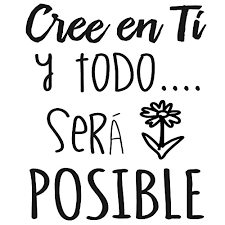 Cree en Ti
y TODO....
SERÁ
POSIBLE